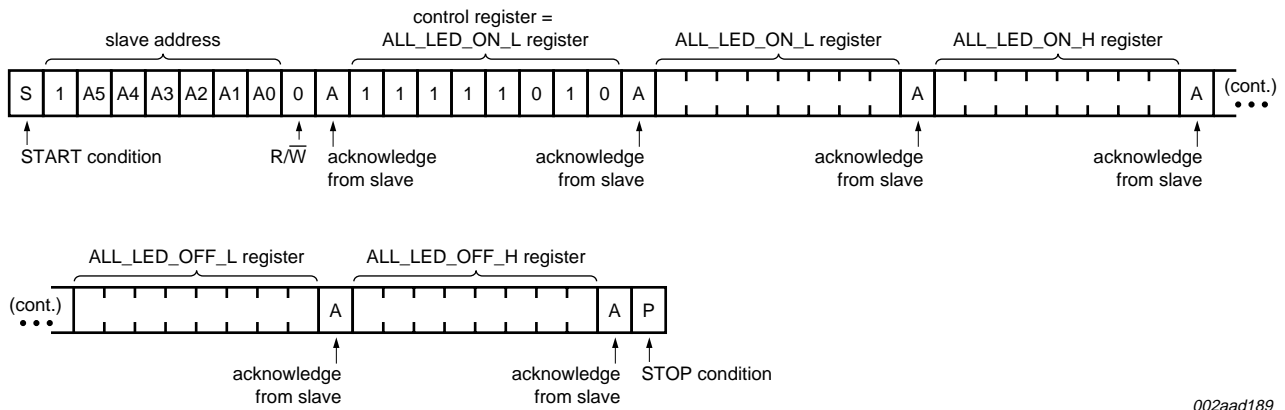 control register =
slave address
ALL_LED_ON_L register
ALL_LED_ON_L register
ALL_LED_ON_H register
S 1 A5 A4 A3 A2 A1 A0 0 A 1 1 1 1 1 0 1 0 A A A (cont.)
START condition
R/W̅
acknowledge
from slave
acknowledge
from slave
acknowledge
from slave
acknowledge
from slave
ALL_LED_OFF_L register
ALL_LED_OFF_H register
(cont.) A A P
acknowledge
from slave
acknowledge
from slave
STOP condition
002aad189